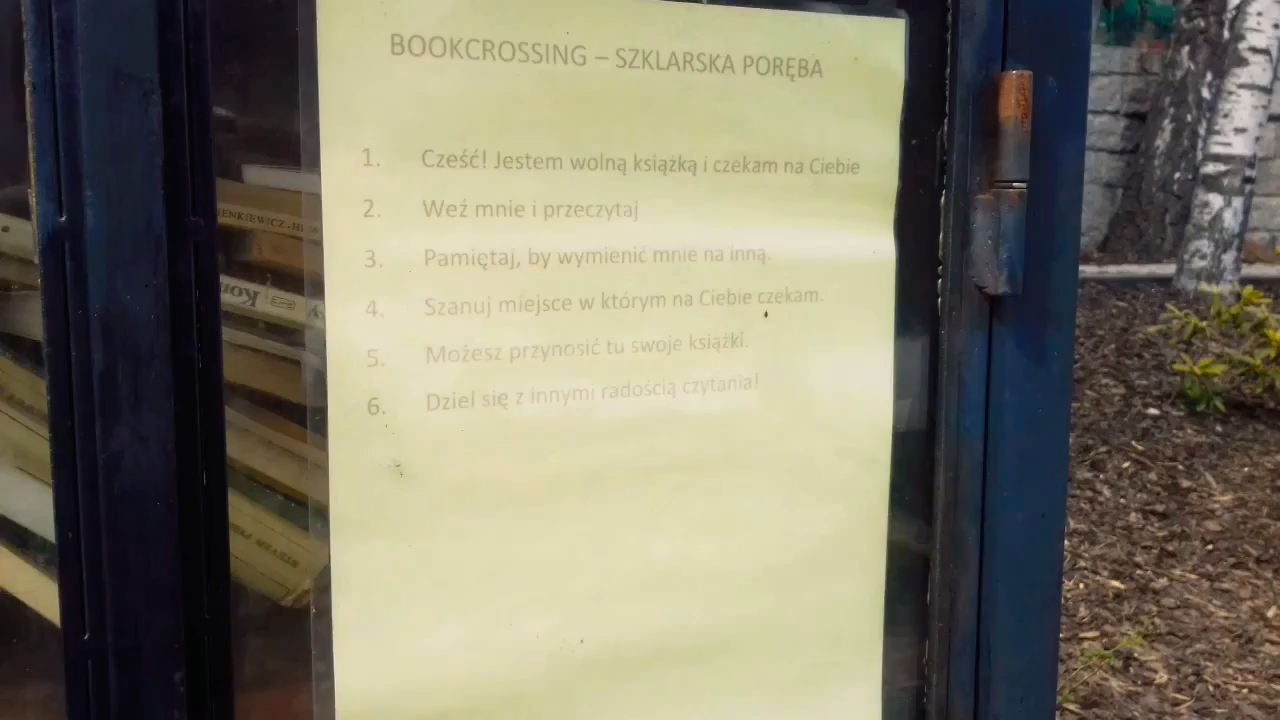 BOOKCROSSING – SZKLARSKA PORĘBA
1. Cześć! Jestem wolną książką i czekam na Ciebie
2. Weź mnie i przeczytaj
3. Pamiętaj, by wymienić mnie na inną.
4. Szanuj miejsce w którym na Ciebie czekam.
5. Możesz przynosić tu swoje książki.
6. Dziel się z innymi radością czytania!